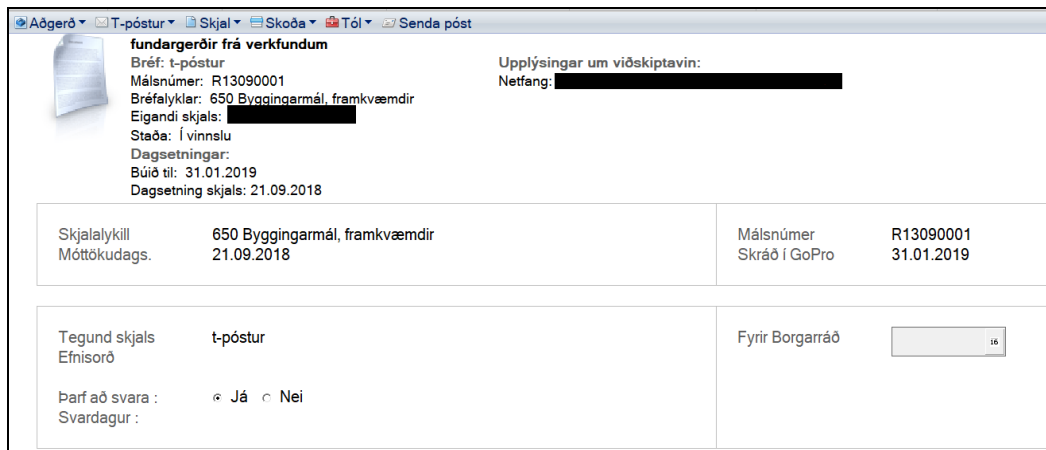 Aðgerð T-póstur Skjal Skoða Tól Senda póst
fundargerðir frá verkfundum
Bréf: t-póstur
Málsnúmer: R13090001
Bréfalyklar: 650 Byggingarmál, framkvæmdir
Eigandi skjals:
Staða: Í vinnslu
Dagsetningar:
Búið til: 31.01.2019
Dagsetning skjals: 21.09.2018
Upplýsingar um viðskiptavin:
Netfang:
Skjalalykill 650 Byggingarmál, framkvæmdir
Móttökudags. 21.09.2018
Málsnúmer R13090001
Skráð í GoPro 31.01.2019
Tegund skjals t-póstur
Efnisorð
Þarf að svara : Já Nei
Svardagur :
Fyrir Borgarráð 16